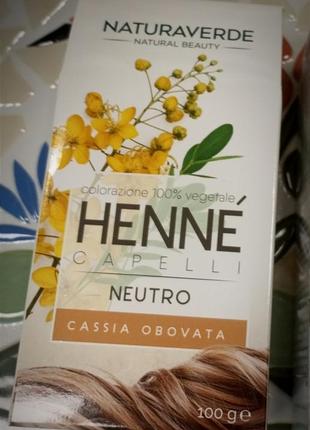 NATURAVERDE
NATURAL BEAUTY
colorazione 100% vegetale
HENNÉ
CAPELLI
NEUTRO
CASSIA OBOVATA
100 g e